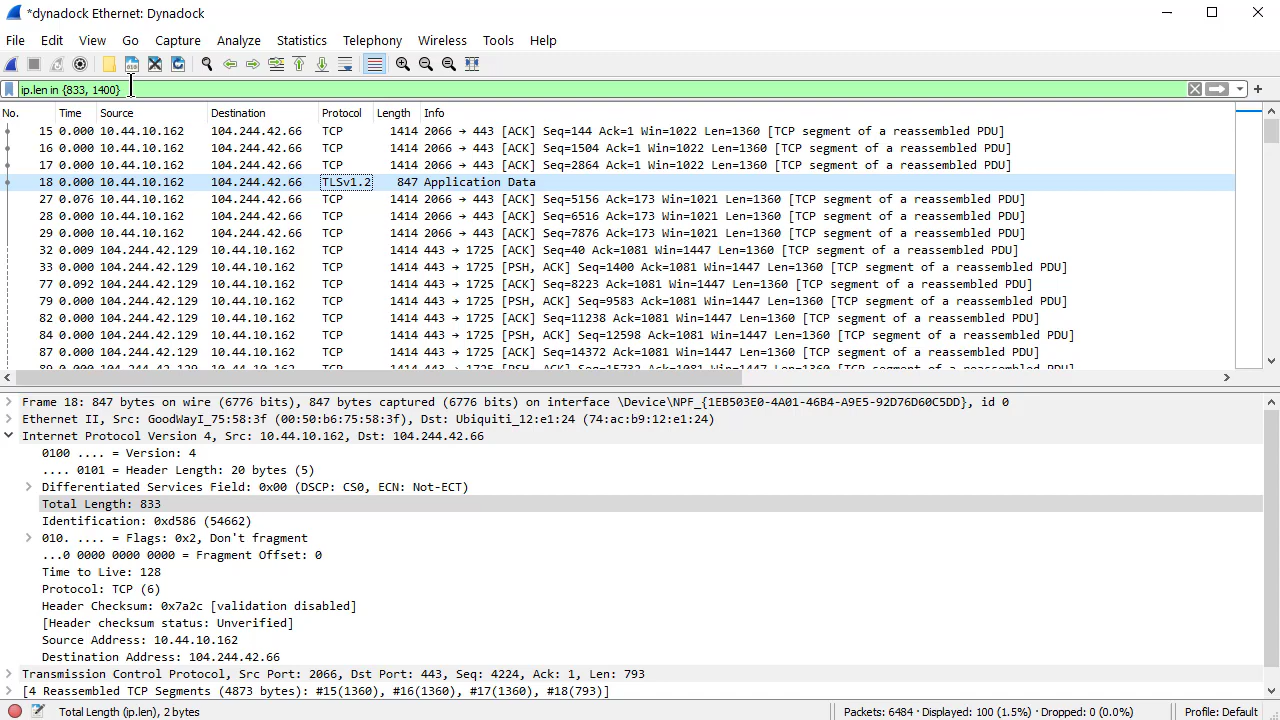 *dynadock Ethernet: Dynadock
File Edit View Go Capture Analyze Statistics Telephony Wireless Tools Help
ip.len in {833, 1400}
No. Time Source Destination Protocol Length Info
15 0.000 10.44.10.162 104.244.42.66 TCP 1414 2066 → 443 [ACK] Seq=144 Ack=1 Win=1022 Len=1360 [TCP segment of a reassembled PDU]
16 0.000 10.44.10.162 104.244.42.66 TCP 1414 2066 → 443 [ACK] Seq=1504 Ack=1 Win=1022 Len=1360 [TCP segment of a reassembled PDU]
17 0.000 10.44.10.162 104.244.42.66 TCP 1414 2066 → 443 [ACK] Seq=2864 Ack=1 Win=1022 Len=1360 [TCP segment of a reassembled PDU]
18 0.000 10.44.10.162 104.244.42.66 TLSv1.2 847 Application Data
27 0.076 10.44.10.162 104.244.42.66 TCP 1414 2066 → 443 [ACK] Seq=5156 Ack=173 Win=1021 Len=1360 [TCP segment of a reassembled PDU]
28 0.000 10.44.10.162 104.244.42.66 TCP 1414 2066 → 443 [ACK] Seq=6516 Ack=173 Win=1021 Len=1360 [TCP segment of a reassembled PDU]
29 0.000 10.44.10.162 104.244.42.66 TCP 1414 2066 → 443 [ACK] Seq=7876 Ack=173 Win=1021 Len=1360 [TCP segment of a reassembled PDU]
32 0.009 104.244.42.129 10.44.10.162 TCP 1414 443 → 1725 [ACK] Seq=40 Ack=1081 Win=1447 Len=1360 [TCP segment of a reassembled PDU]
33 0.000 104.244.42.129 10.44.10.162 TCP 1414 443 → 1725 [PSH, ACK] Seq=1400 Ack=1081 Win=1447 Len=1360 [TCP segment of a reassembled PDU]
77 0.092 104.244.42.129 10.44.10.162 TCP 1414 443 → 1725 [ACK] Seq=8223 Ack=1081 Win=1447 Len=1360 [TCP segment of a reassembled PDU]
79 0.000 104.244.42.129 10.44.10.162 TCP 1414 443 → 1725 [PSH, ACK] Seq=9583 Ack=1081 Win=1447 Len=1360 [TCP segment of a reassembled PDU]
82 0.000 104.244.42.129 10.44.10.162 TCP 1414 443 → 1725 [ACK] Seq=11238 Ack=1081 Win=1447 Len=1360 [TCP segment of a reassembled PDU]
84 0.000 104.244.42.129 10.44.10.162 TCP 1414 443 → 1725 [PSH, ACK] Seq=12598 Ack=1081 Win=1447 Len=1360 [TCP segment of a reassembled PDU]
87 0.000 104.244.42.129 10.44.10.162 TCP 1414 443 → 1725 [ACK] Seq=14372 Ack=1081 Win=1447 Len=1360 [TCP segment of a reassembled PDU]
Frame 18: 847 bytes on wire (6776 bits), 847 bytes captured (6776 bits) on interface \Device\NPF_{1EB503E0-4A01-46B4-A9E5-92D76D60C5DD}, id 0
Ethernet II, Src: GoodWayI_75:58:3f (00:50:b6:75:58:3f), Dst: Ubiquiti_12:e1:24 (74:ac:b9:12:e1:24)
Internet Protocol Version 4, Src: 10.44.10.162, Dst: 104.244.42.66
0100 .... = Version: 4
.... 0101 = Header Length: 20 bytes (5)
Differentiated Services Field: 0x00 (DSCP: CS0, ECN: Not-ECT)
Total Length: 833
Identification: 0xd586 (54662)
010. .... = Flags: 0x2, Don't fragment
...0 0000 0000 0000 = Fragment Offset: 0
Time to Live: 128
Protocol: TCP (6)
Header Checksum: 0x7a2c [validation disabled]
[Header checksum status: Unverified]
Source Address: 10.44.10.162
Destination Address: 104.244.42.66
Transmission Control Protocol, Src Port: 2066, Dst Port: 443, Seq: 4224, Ack: 1, Len: 793
[4 Reassembled TCP Segments (4873 bytes): #15(1360), #16(1360), #17(1360), #18(793)]
Total Length (ip.len), 2 bytes Packets: 6484 · Displayed: 100 (1.5%) · Dropped: 0 (0.0%) Profile: Default